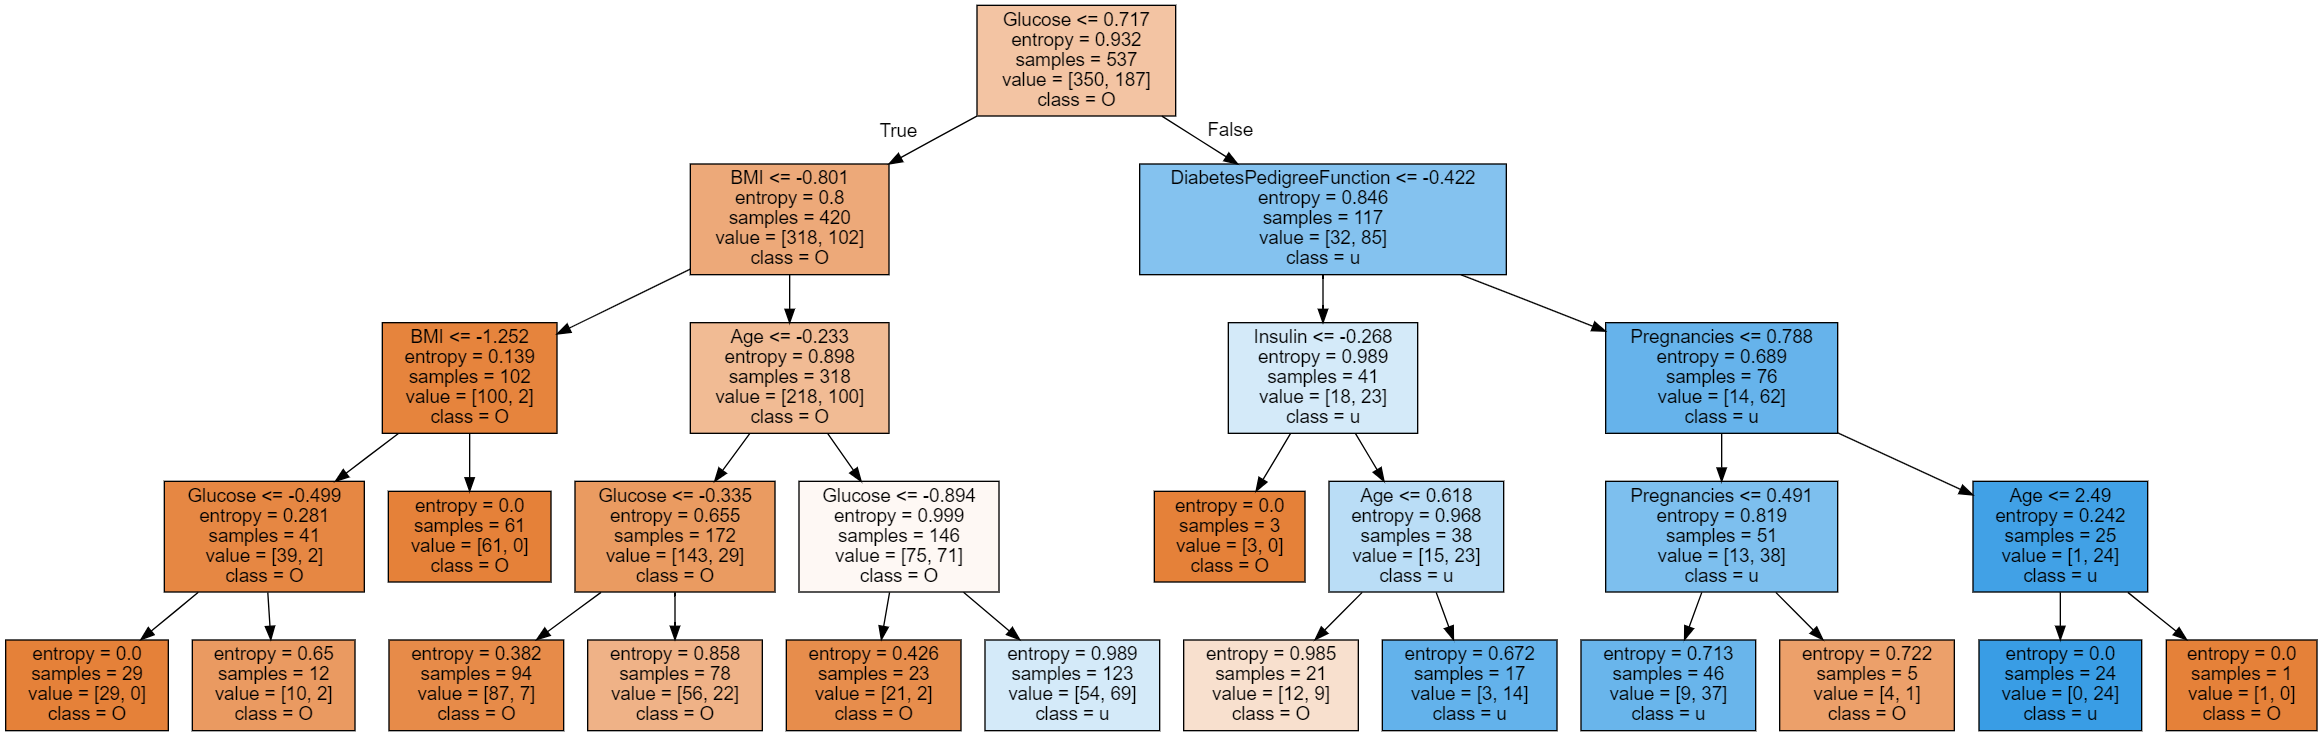 Glucose <= 0.717
entropy = 0.932
samples = 537
value = [350, 187]
class = O
True
False
BMI <= -0.801
entropy = 0.8
samples = 420
value = [318, 102]
class = O
DiabetesPedigreeFunction <= -0.422
entropy = 0.846
samples = 117
value = [32, 85]
class = u
BMI <= -1.252
entropy = 0.139
samples = 102
value = [100, 2]
class = O
Age <= -0.233
entropy = 0.898
samples = 318
value = [218, 100]
class = O
Insulin <= -0.268
entropy = 0.989
samples = 41
value = [18, 23]
class = u
Pregnancies <= 0.788
entropy = 0.689
samples = 76
value = [14, 62]
class = u
Glucose <= -0.499
entropy = 0.281
samples = 41
value = [39, 2]
class = O
entropy = 0.0
samples = 61
value = [61, 0]
class = O
Glucose <= -0.335
entropy = 0.655
samples = 172
value = [143, 29]
class = O
Glucose <= -0.894
entropy = 0.999
samples = 146
value = [75, 71]
class = O
entropy = 0.0
samples = 3
value = [3, 0]
class = O
Age <= 0.618
entropy = 0.968
samples = 38
value = [15, 23]
class = u
Pregnancies <= 0.491
entropy = 0.819
samples = 51
value = [13, 38]
class = u
Age <= 2.49
entropy = 0.242
samples = 25
value = [1, 24]
class = u
entropy = 0.0
samples = 29
value = [29, 0]
class = O
entropy = 0.65
samples = 12
value = [10, 2]
class = O
entropy = 0.382
samples = 94
value = [87, 7]
class = O
entropy = 0.858
samples = 78
value = [56, 22]
class = O
entropy = 0.426
samples = 23
value = [21, 2]
class = O
entropy = 0.989
samples = 123
value = [54, 69]
class = u
entropy = 0.985
samples = 21
value = [12, 9]
class = O
entropy = 0.672
samples = 17
value = [3, 14]
class = u
entropy = 0.713
samples = 46
value = [9, 37]
class = u
entropy = 0.722
samples = 5
value = [4, 1]
class = O
entropy = 0.0
samples = 24
value = [0, 24]
class = u
entropy = 0.0
samples = 1
value = [1, 0]
class = O